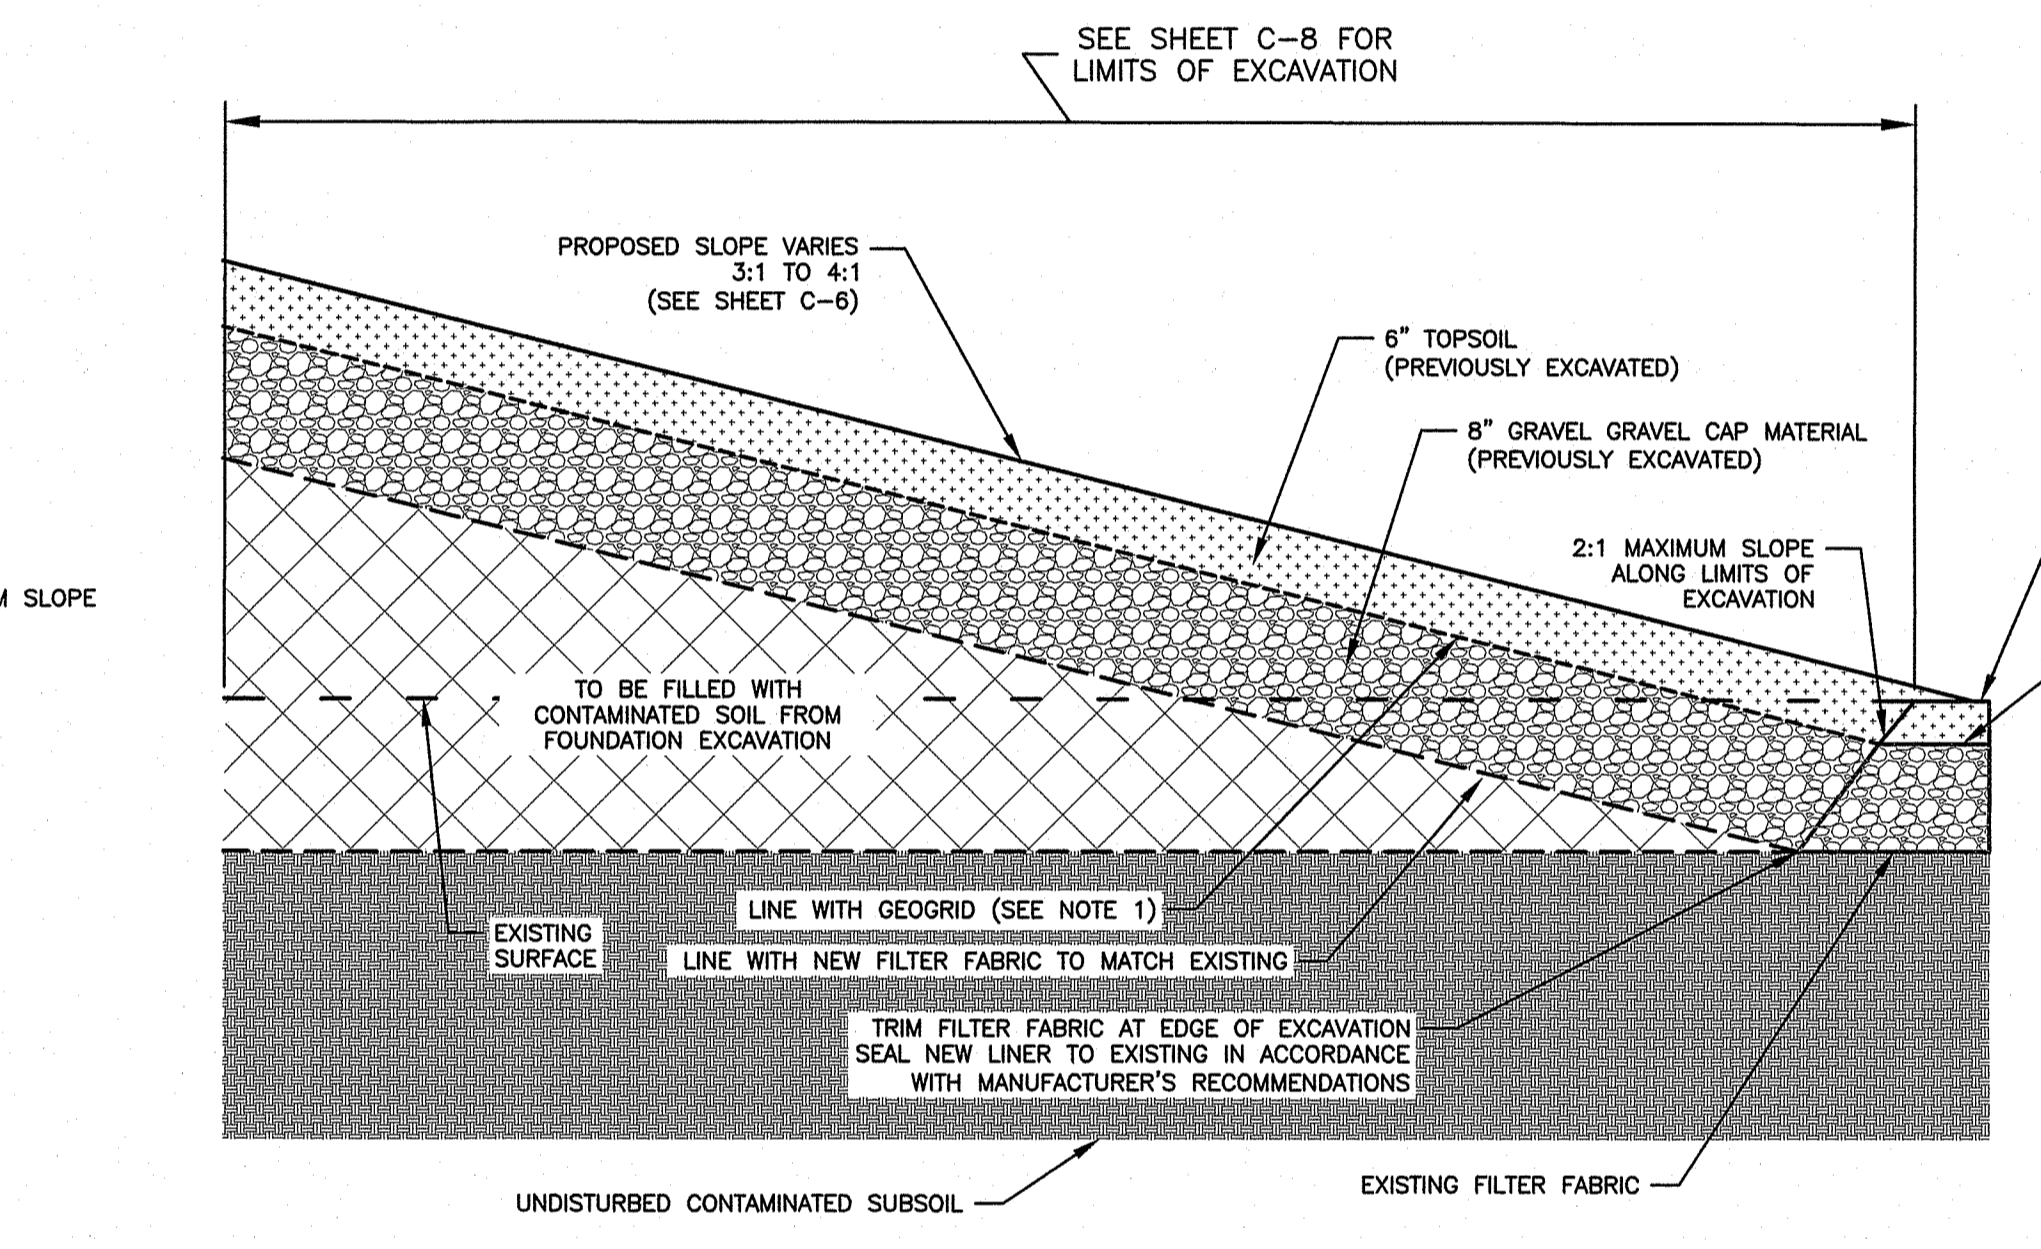 SEE SHEET C-8 FOR
LIMITS OF EXCAVATION
PROPOSED SLOPE VARIES
3:1 TO 4:1
(SEE SHEET C-6)
6" TOPSOIL
(PREVIOUSLY EXCAVATED)
8" GRAVEL GRAVEL CAP MATERIAL
(PREVIOUSLY EXCAVATED)
2:1 MAXIMUM SLOPE
ALONG LIMITS OF
EXCAVATION
SLOPE
TO BE FILLED WITH
CONTAMINATED SOIL FROM
FOUNDATION EXCAVATION
LINE WITH GEOGRID (SEE NOTE 1)
EXISTING
SURFACE
LINE WITH NEW FILTER FABRIC TO MATCH EXISTING
TRIM FILTER FABRIC AT EDGE OF EXCAVATION
SEAL NEW LINER TO EXISTING IN ACCORDANCE
WITH MANUFACTURER'S RECOMMENDATIONS
EXISTING FILTER FABRIC
UNDISTURBED CONTAMINATED SUBSOIL